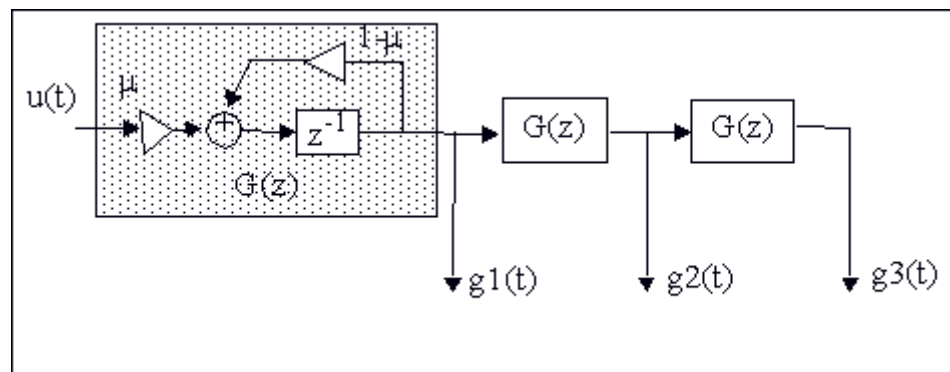 1-μ
μ
u(t)
+
z-1
G(z)
G(z)
G(z)
g1(t)
g2(t)
g3(t)